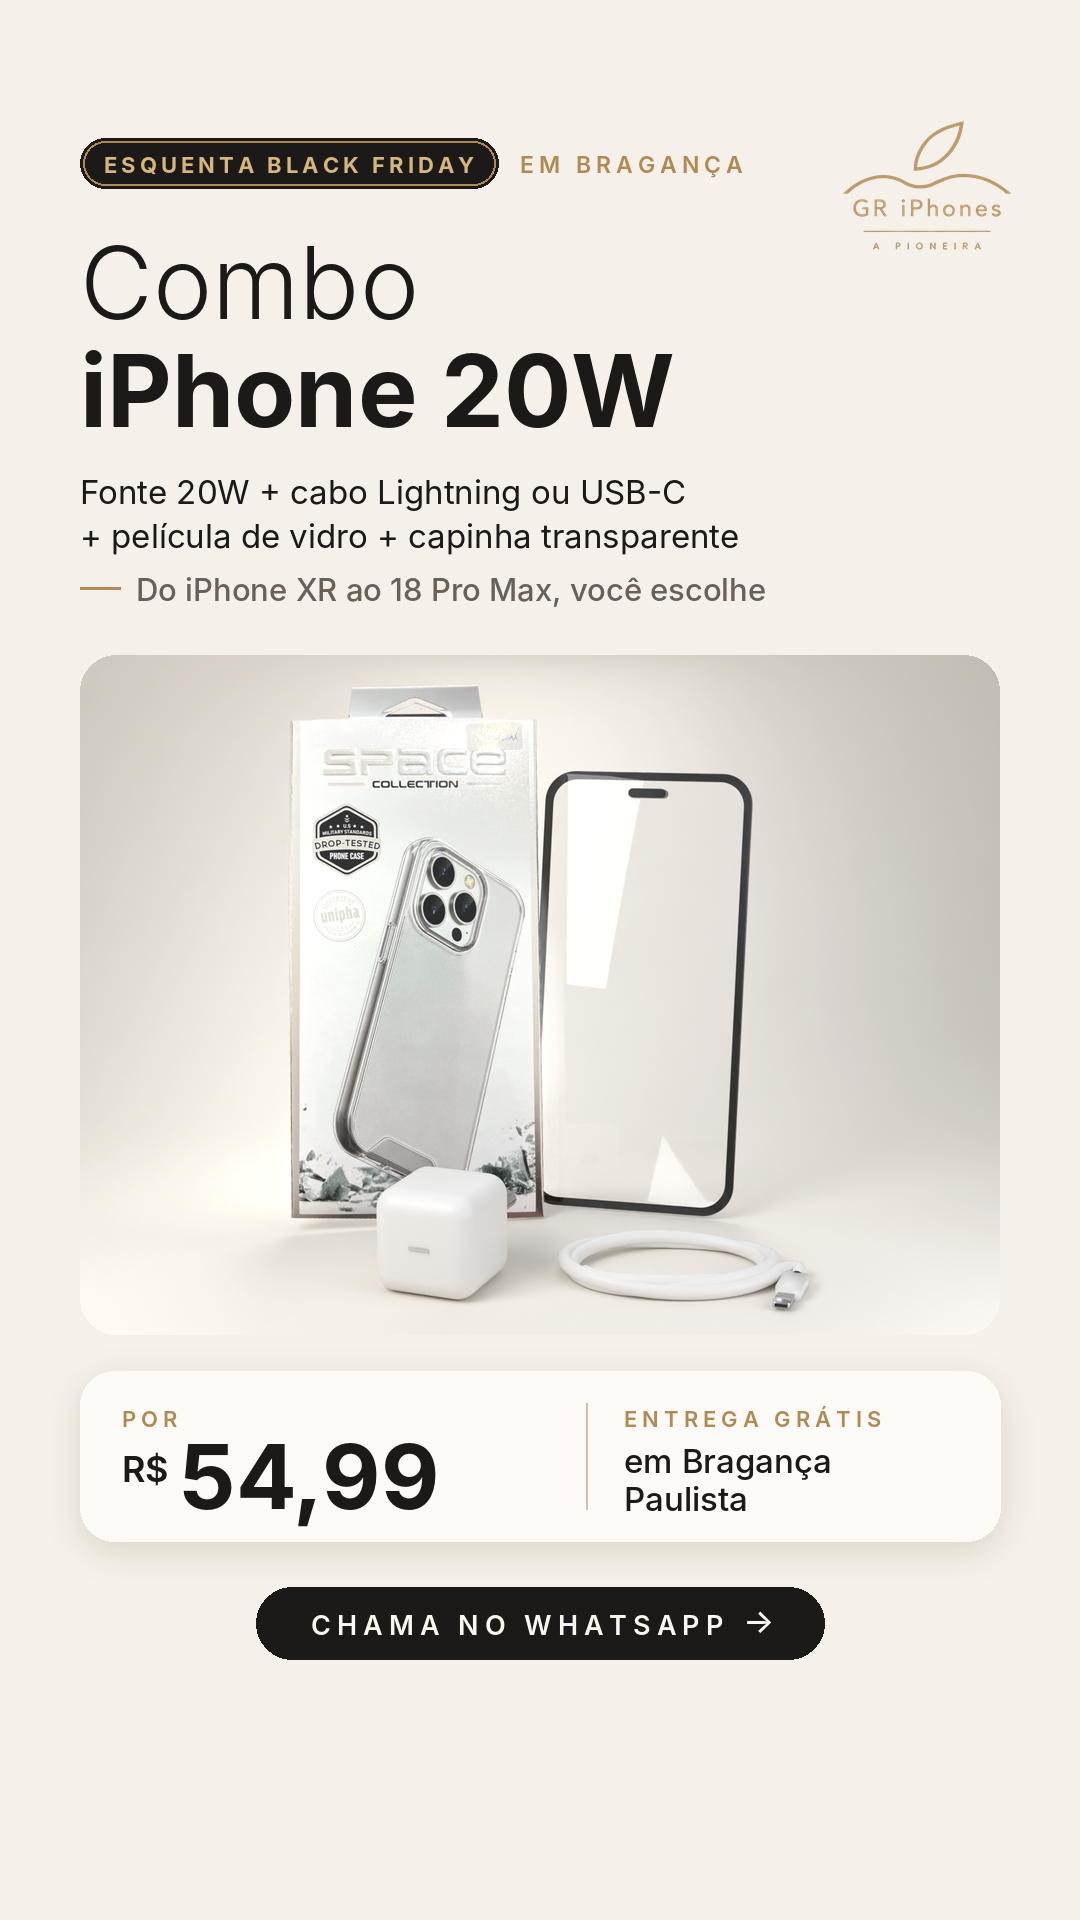 ESQUENTA BLACK FRIDAY EM BRAGANÇA
GR iPhones
A PIONEIRA
Combo
iPhone 20W
Fonte 20W + cabo Lightning ou USB-C
+ película de vidro + capinha transparente
Do iPhone XR ao 18 Pro Max, você escolhe
SPACE
COLLECTION
U.S
MILITARY STANDARDS
DROP-TESTED
PHONE CASE
unipha
POR
R$ 54,99
ENTREGA GRÁTIS
em Bragança
Paulista
CHAMA NO WHATSAPP →